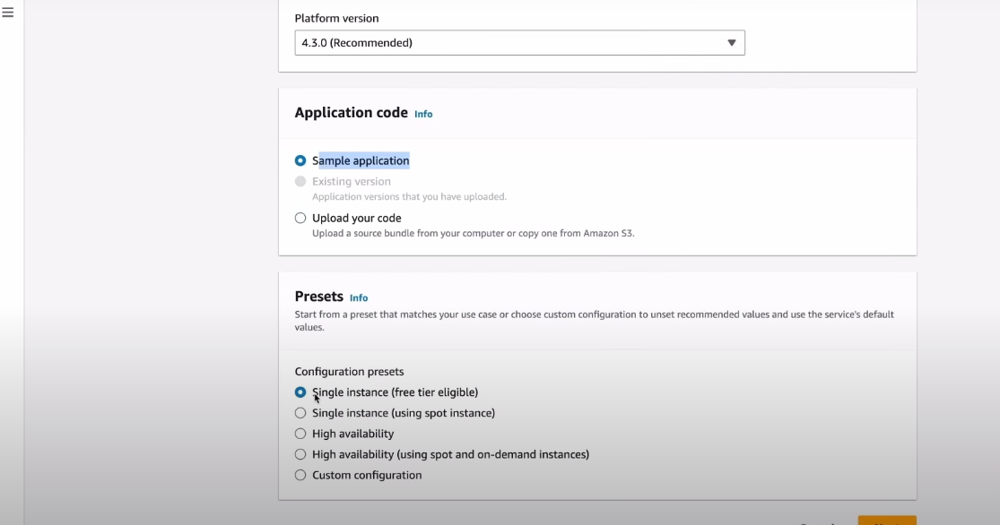 Platform version
4.3.0 (Recommended)
Application code Info
Sample application
Existing version
Application versions that you have uploaded.
Upload your code
Upload a source bundle from your computer or copy one from Amazon S3.
Presets Info
Start from a preset that matches your use case or choose custom configuration to unset recommended values and use the service's default
values.
Configuration presets
Single instance (free tier eligible)
Single instance (using spot instance)
High availability
High availability (using spot and on-demand instances)
Custom configuration